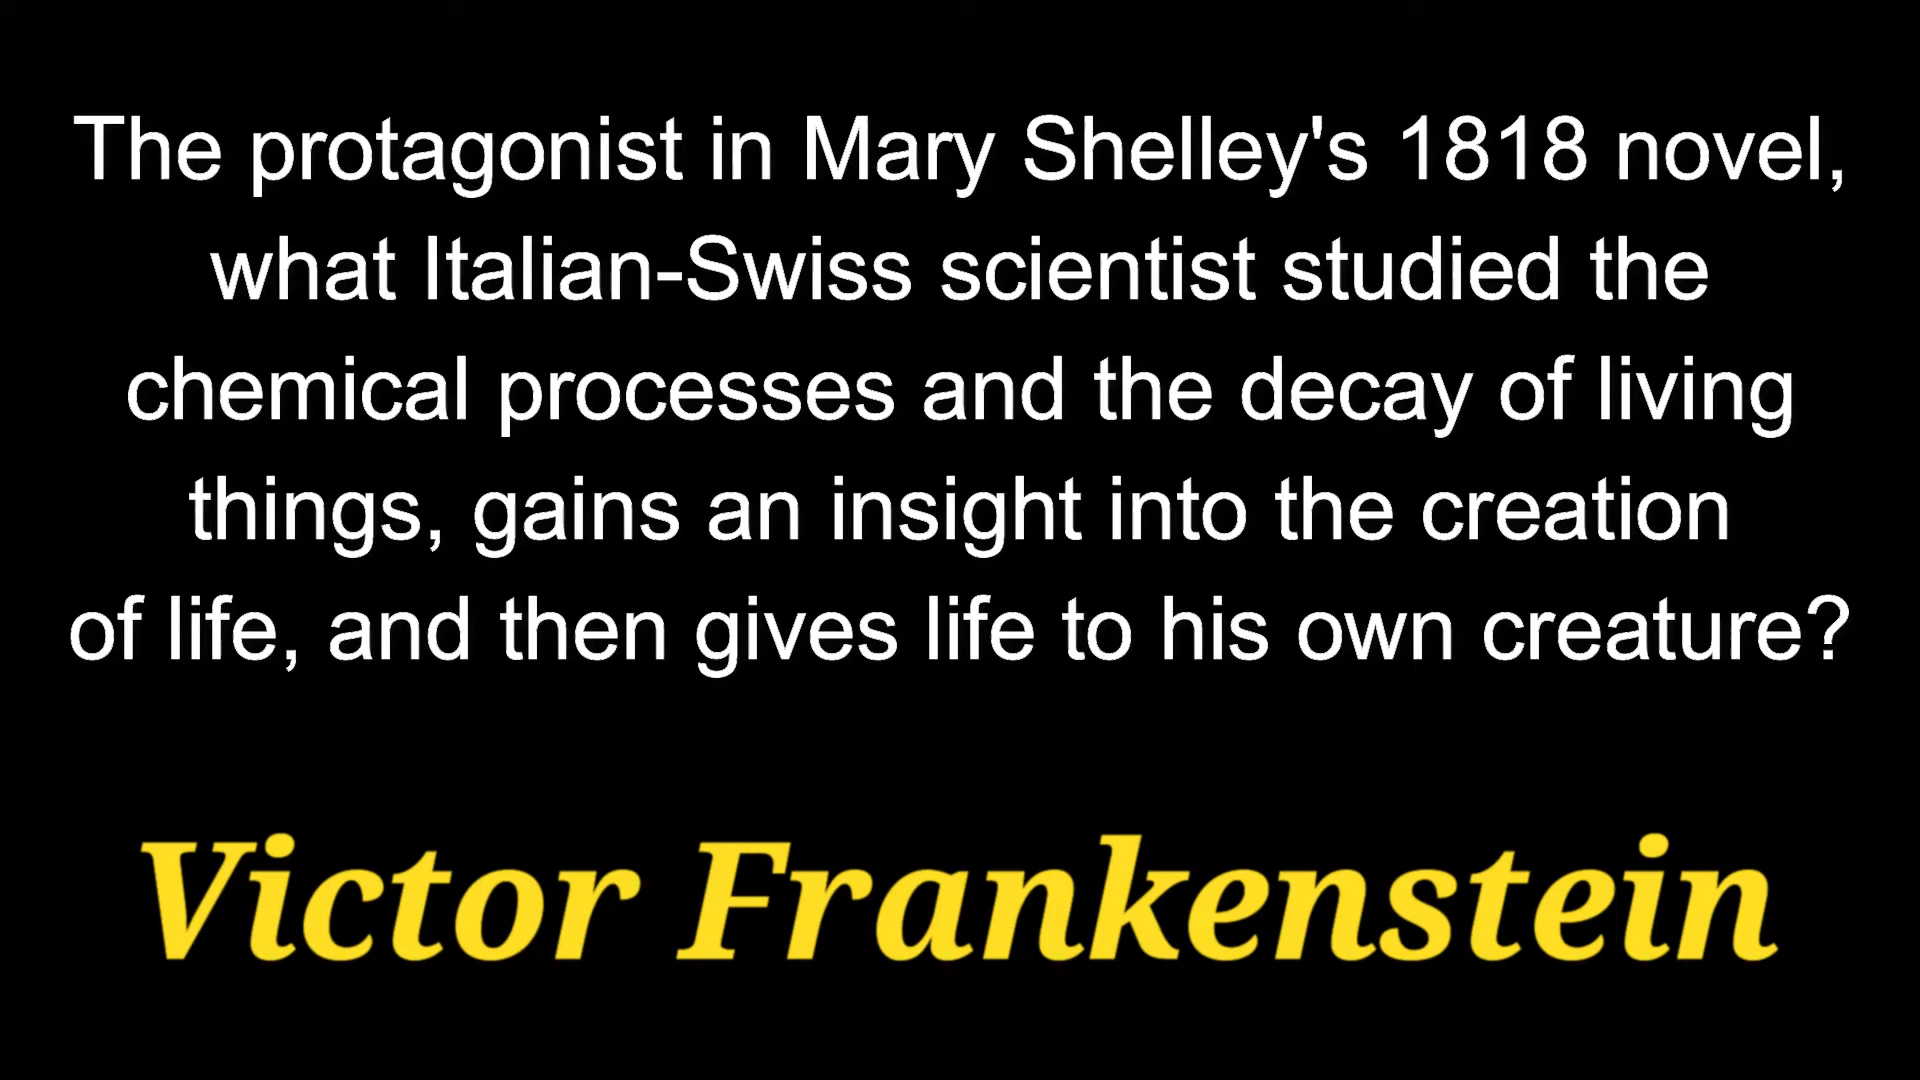 The protagonist in Mary Shelley's 1818 novel,
what Italian-Swiss scientist studied the
chemical processes and the decay of living
things, gains an insight into the creation
of life, and then gives life to his own creature?
Victor Frankenstein